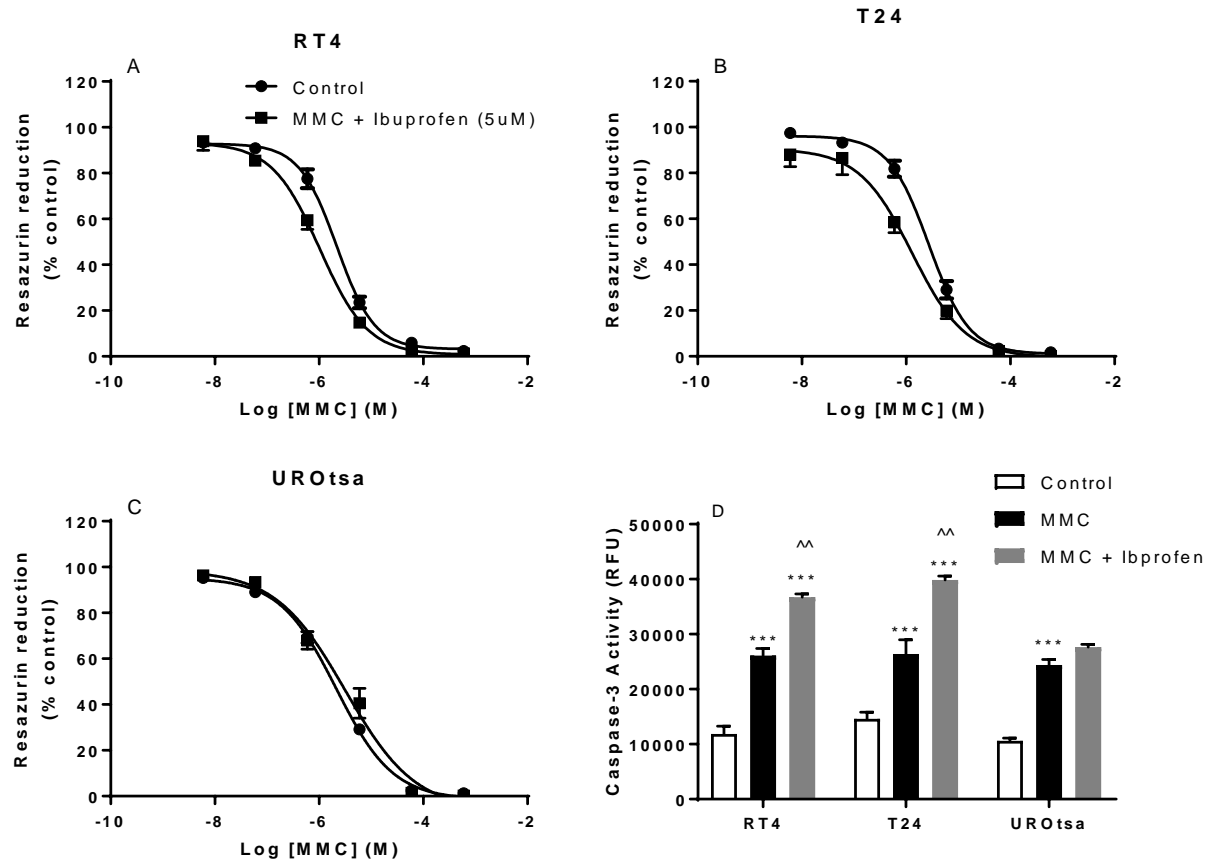 RT4
A
Control
MMC + Ibuprofen (5uM)
120
100
80
60
40
20
0
-10
-8
-6
-4
-2
Resazurin reduction
(% control)
Log [MMC] (M)
T24
B
120
100
80
60
40
20
0
-10
-8
-6
-4
-2
Resazurin reduction
(% control)
Log [MMC] (M)
UROtsa
C
120
100
80
60
40
20
0
-10
-8
-6
-4
-2
Resazurin reduction
(% control)
Log [MMC] (M)
D
Control
MMC
MMC + Ibprofen
50000
40000
30000
20000
10000
0
Caspase-3 Activity (RFU)
^^
^^
***
***
***
***
***
RT4
T24
UROtsa